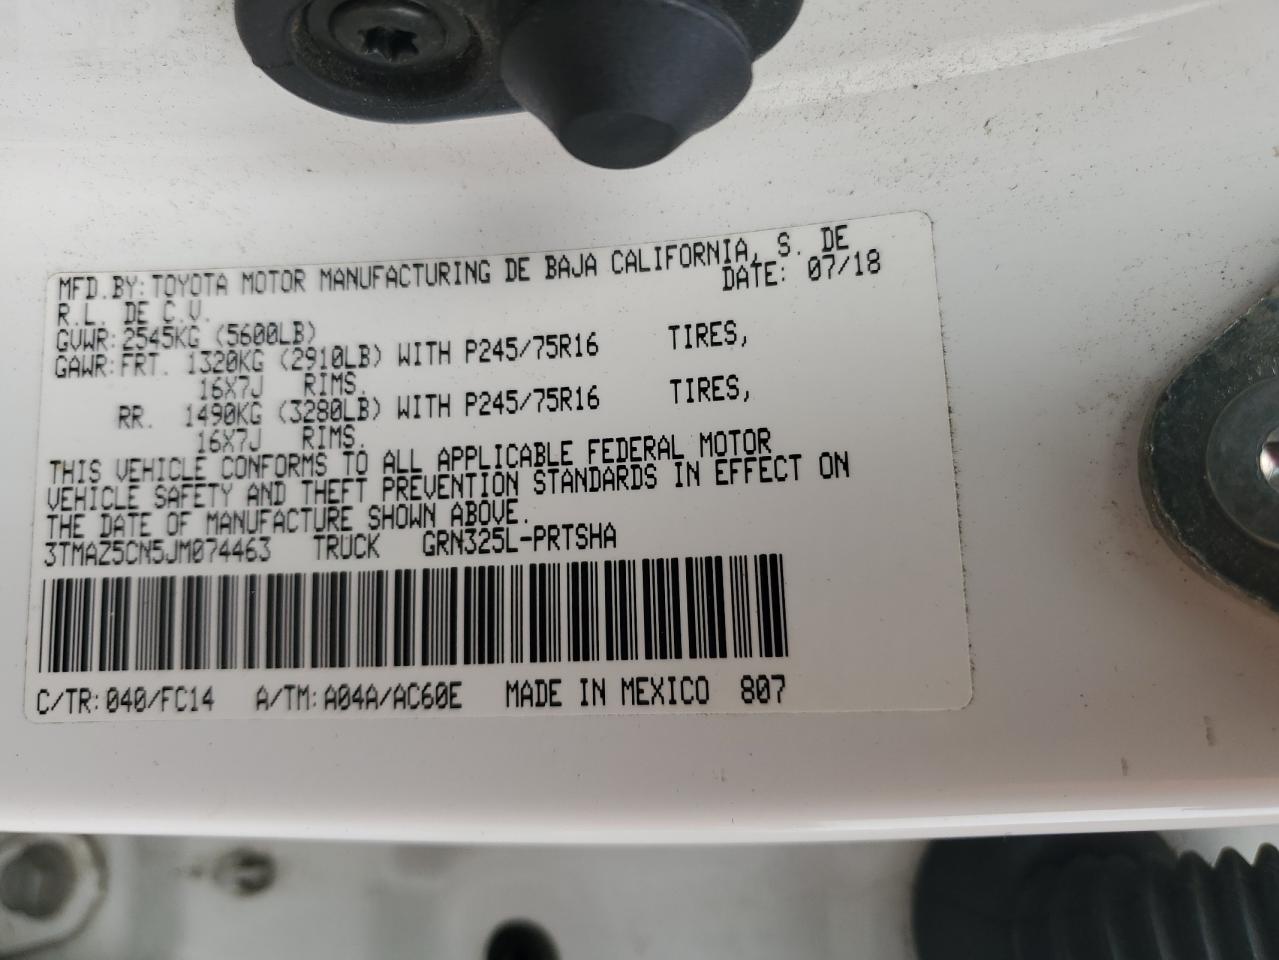 MFD.BY: TOYOTA MOTOR MANUFACTURING DE BAJA CALIFORNIA, S. DE
R.L. DE C.V. DATE: 07/18
GVWR: 2545KG (5600LB)
GAWR: FRT. 1320KG (2910LB) WITH P245/75R16 TIRES,
16X7J RIMS.
RR. 1490KG (3280LB) WITH P245/75R16 TIRES,
16X7J RIMS.
THIS VEHICLE CONFORMS TO ALL APPLICABLE FEDERAL MOTOR
VEHICLE SAFETY AND THEFT PREVENTION STANDARDS IN EFFECT ON
THE DATE OF MANUFACTURE SHOWN ABOVE.
3TMAZ5CN5JM074463 TRUCK GRN325L-PRTSHA
C/TR: 040/FC14 A/TM: A04A/AC60E MADE IN MEXICO 807